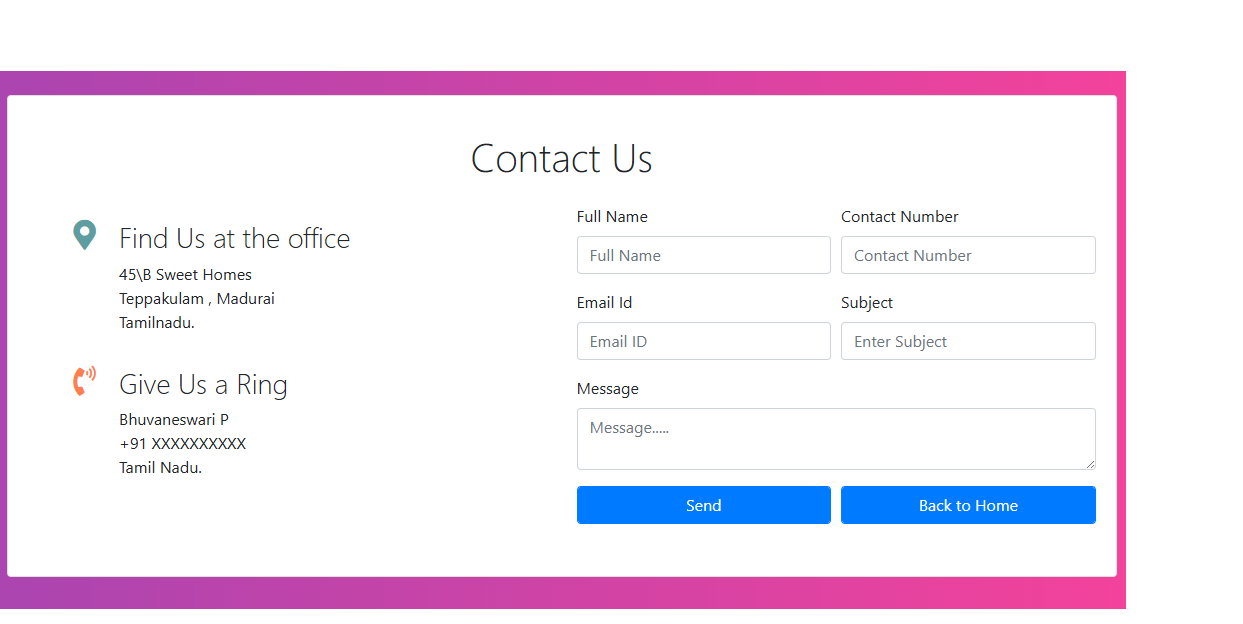 Contact Us
Find Us at the office
45\B Sweet Homes
Teppakulam , Madurai
Tamilnadu.
Give Us a Ring
Bhuvaneswari P
+91 XXXXXXXXXX
Tamil Nadu.
Full Name
Contact Number
Full Name
Contact Number
Email Id
Subject
Email ID
Enter Subject
Message
Message.....
Send
Back to Home